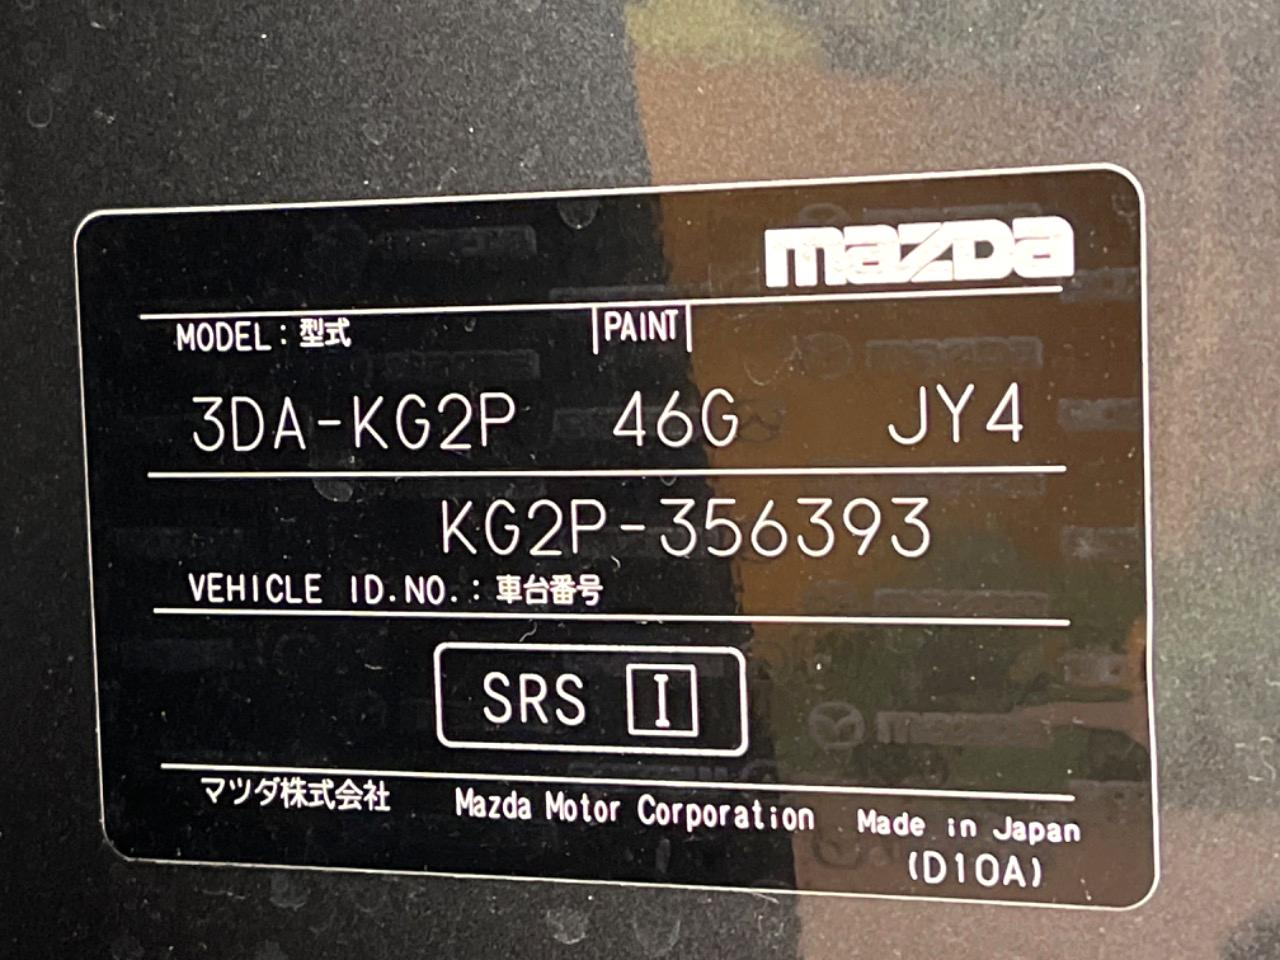 mazda
MODEL：型式 PAINT
3DA-KG2P 46G JY4
KG2P-356393
VEHICLE ID.NO.：車台番号
SRS I
マツダ株式会社 Mazda Motor Corporation Made in Japan
(D10A)